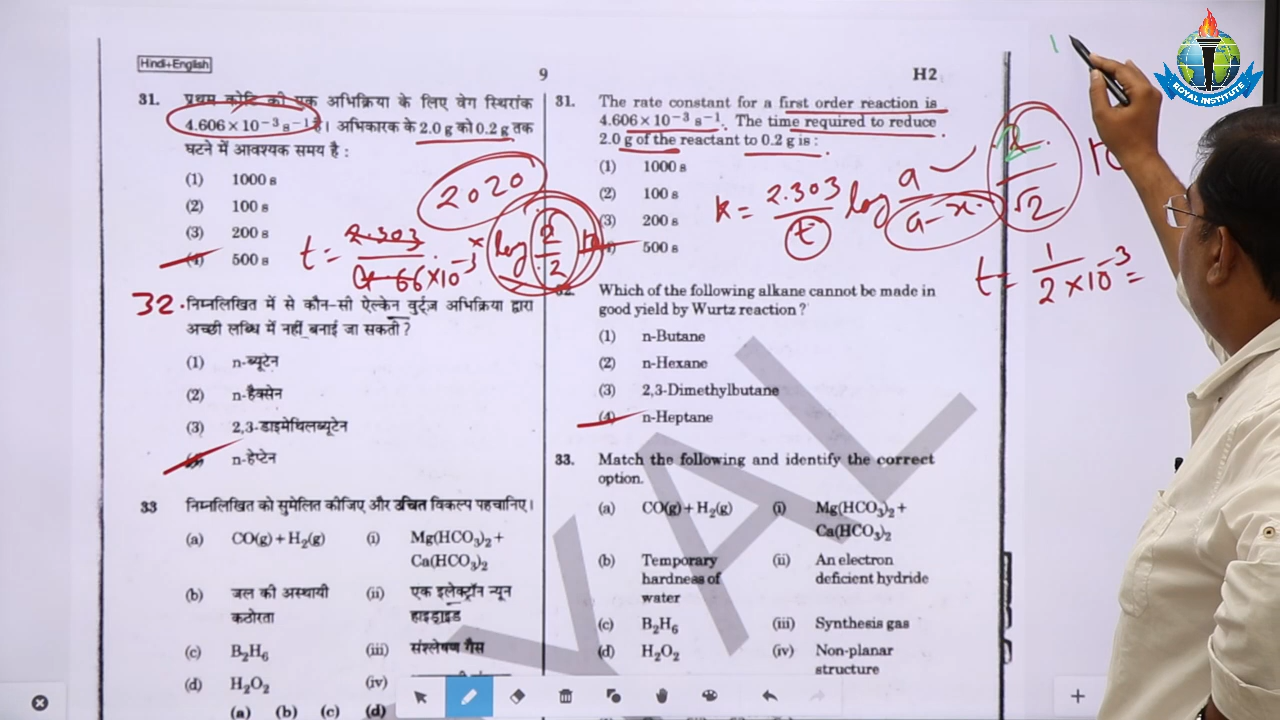 Hindi+English
9
H2
ROYAL INSTITUTE
31. प्रथम कोटि की एक अभिक्रिया के लिए वेग स्थिरांक
4.606 × 10⁻³ s⁻¹ है। अभिकारक के 2.0 g को 0.2 g तक
घटने में आवश्यक समय है :
(1) 1000 s
(2) 100 s
(3) 200 s
500 s
2020
t = 2.303
× 10⁻³ × log 2
.2
32. निम्नलिखित में से कौन-सी ऐल्केन वुर्ट्ज़ अभिक्रिया द्वारा
अच्छी लब्धि में नहीं बनाई जा सकती ?
(1) n-ब्यूटेन
(2) n-हैक्सेन
(3) 2,3-डाइमेथिलब्यूटेन
n-हेप्टेन
33 निम्नलिखित को सुमेलित कीजिए और उचित विकल्प पहचानिए।
(a) CO(g) + H₂(g) (i) Mg(HCO₃)₂ +
Ca(HCO₃)₂
(b) जल की अस्थायी (ii) एक इलेक्ट्रॉन न्यून
कठोरता हाइड्राइड
(c) B₂H₆ (iii) संश्लेषण गैस
(d) H₂O₂ (iv)
(a) (b) (c) (d)
31. The rate constant for a first order reaction is
4.606 × 10⁻³ s⁻¹. The time required to reduce
2.0 g of the reactant to 0.2 g is :
(1) 1000 s
(2) 100 s
(3) 200 s
500 s
K = 2.303 log a
t a-x
t = 1
2 × 10⁻³ =
Which of the following alkane cannot be made in
good yield by Wurtz reaction ?
(1) n-Butane
(2) n-Hexane
(3) 2,3-Dimethylbutane
(4) n-Heptane
33. Match the following and identify the correct
option.
(a) CO(g) + H₂(g) (i) Mg(HCO₃)₂ +
Ca(HCO₃)₂
(b) Temporary (ii) An electron
hardness of deficient hydride
water
(c) B₂H₆ (iii) Synthesis gas
(d) H₂O₂ (iv) Non-planar
structure
YAL